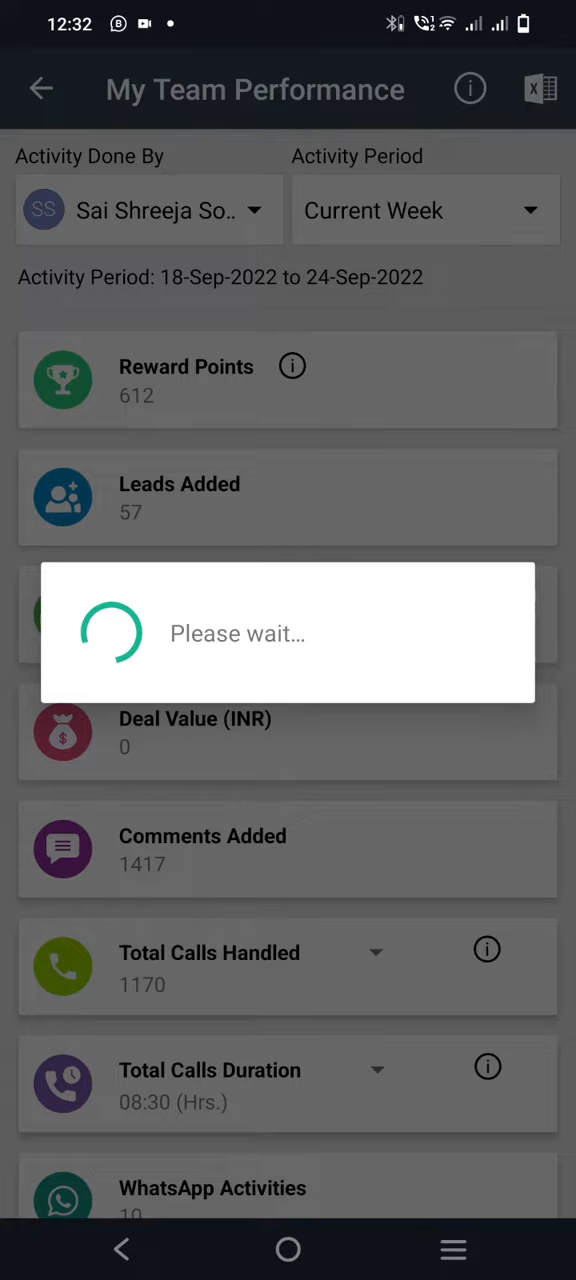 12:32
My Team Performance
Activity Done By
Activity Period
SS Sai Shreeja So..
Current Week
Activity Period: 18-Sep-2022 to 24-Sep-2022
Reward Points
612
Leads Added
57
Please wait...
Deal Value (INR)
0
Comments Added
1417
Total Calls Handled
1170
Total Calls Duration
08:30 (Hrs.)
WhatsApp Activities
10